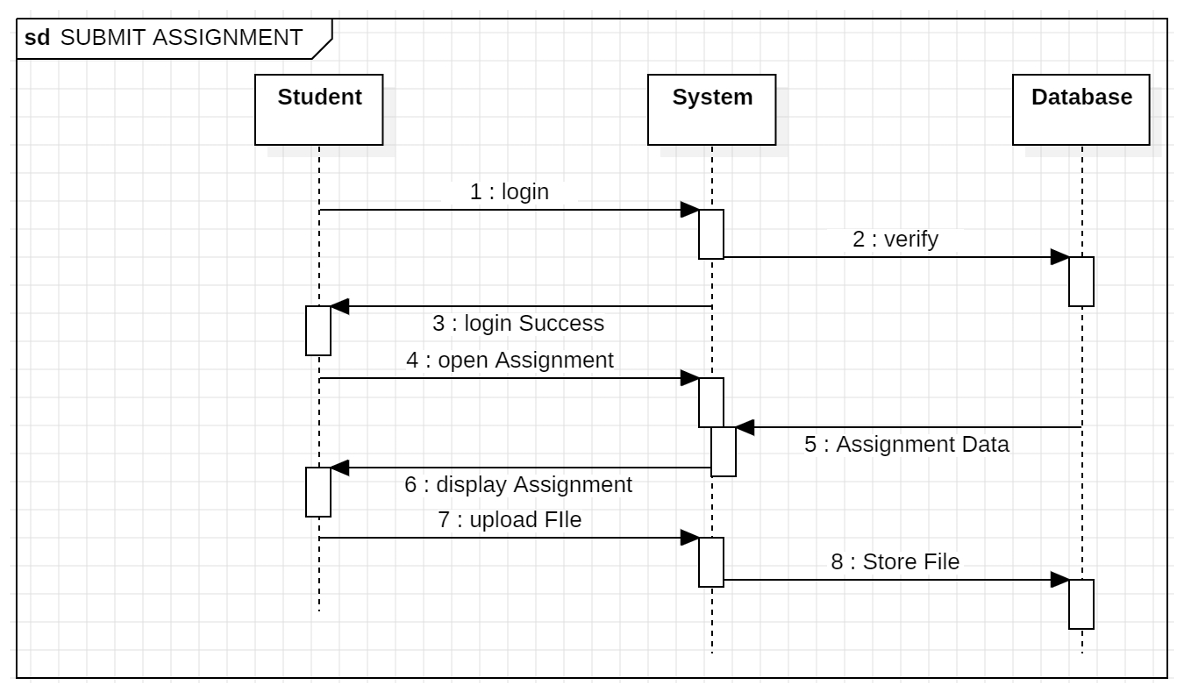 sd SUBMIT ASSIGNMENT
Student
System
Database
1 : login
2 : verify
3 : login Success
4 : open Assignment
5 : Assignment Data
6 : display Assignment
7 : upload FIle
8 : Store File